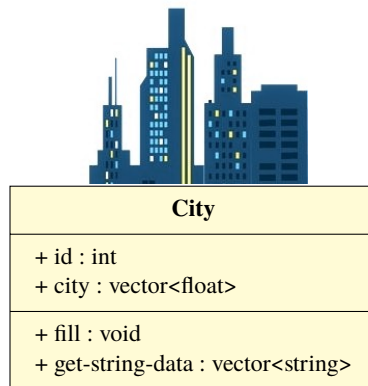 City
+ id : int
+ city : vector<float>
+ fill : void
+ get-string-data : vector<string>